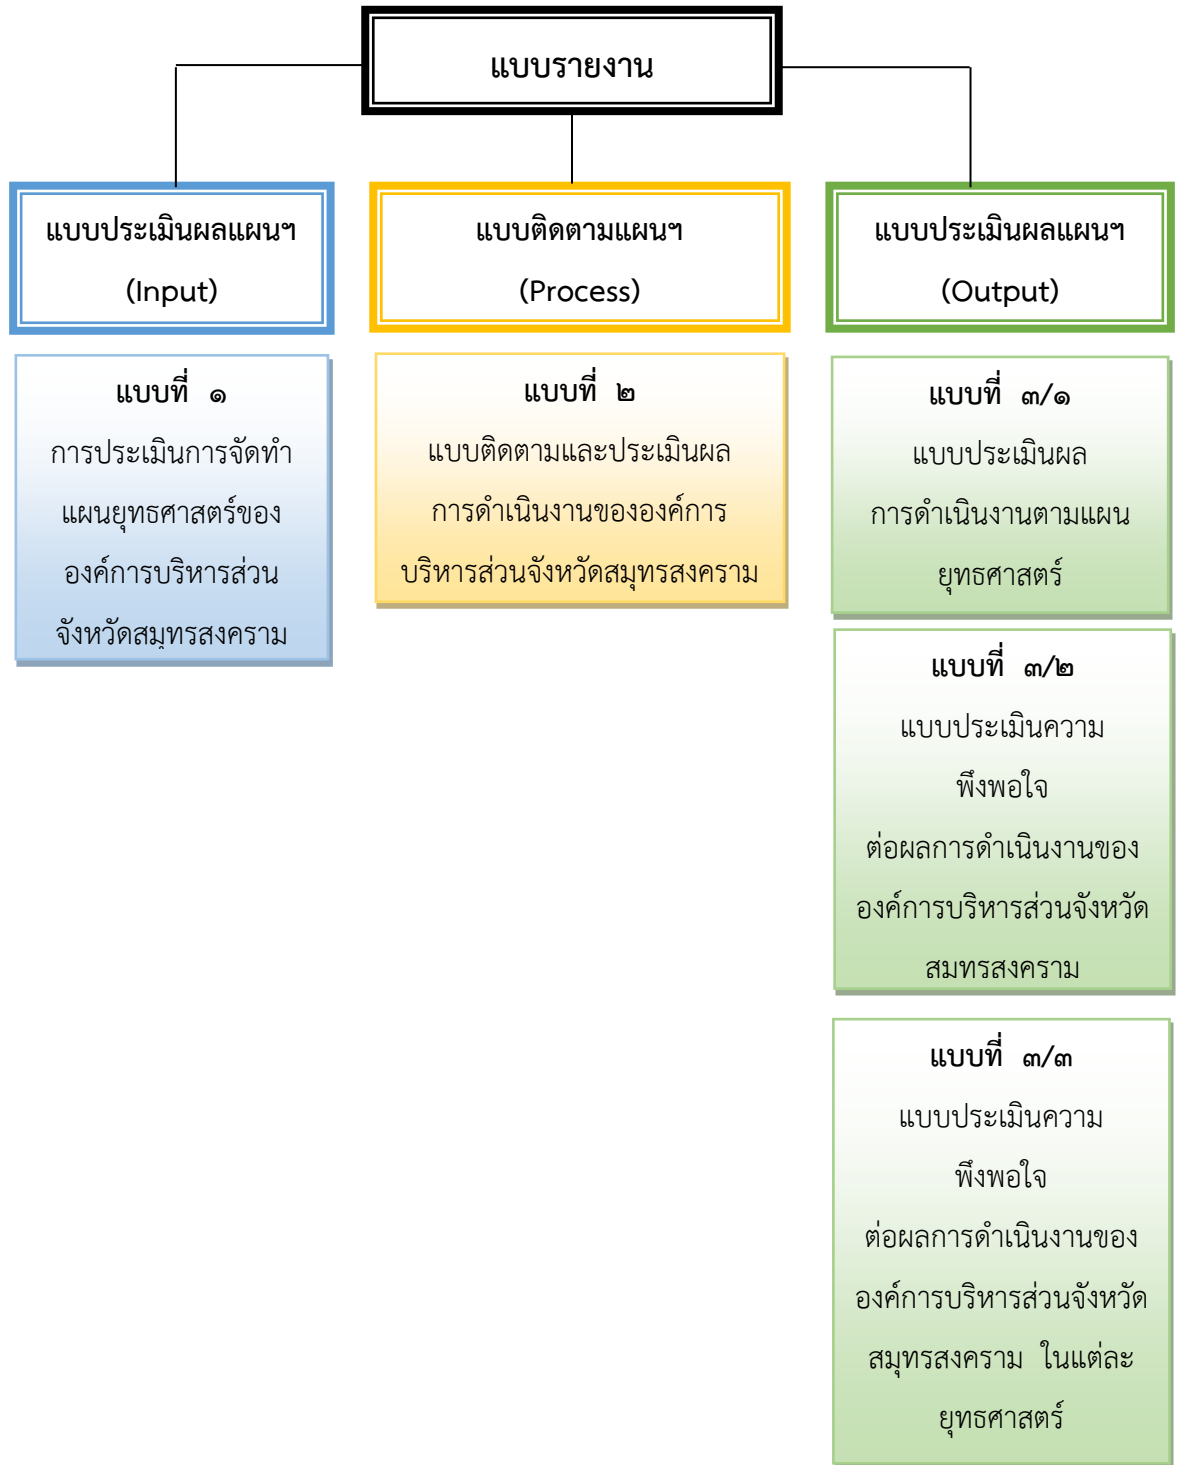 แบบรายงาน
แบบประเมินผลแผนฯ
(Input)
แบบติดตามแผนฯ
(Process)
แบบประเมินผลแผนฯ
(Output)
แบบที่ ๑
การประเมินการจัดทำ
แผนยุทธศาสตร์ของ
องค์การบริหารส่วน
จังหวัดสมุทรสงคราม
แบบที่ ๒
แบบติดตามและประเมินผล
การดำเนินงานขององค์การ
บริหารส่วนจังหวัดสมุทรสงคราม
แบบที่ ๓/๑
แบบประเมินผล
การดำเนินงานตามแผน
ยุทธศาสตร์
แบบที่ ๓/๒
แบบประเมินความ
พึงพอใจ
ต่อผลการดำเนินงานของ
องค์การบริหารส่วนจังหวัด
สมุทรสงคราม
แบบที่ ๓/๓
แบบประเมินความ
พึงพอใจ
ต่อผลการดำเนินงานของ
องค์การบริหารส่วนจังหวัด
สมุทรสงคราม ในแต่ละ
ยุทธศาสตร์